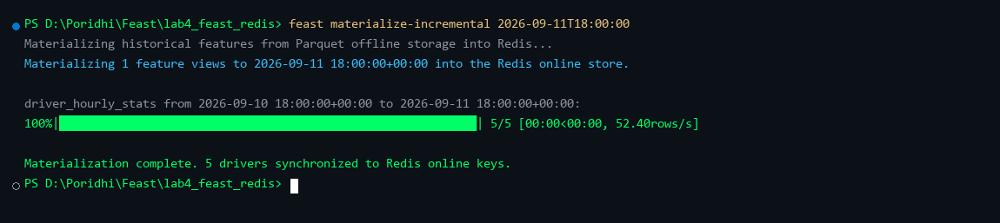 PS D:\Poridhi\Feast\lab4_feast_redis> feast materialize-incremental 2026-09-11T18:00:00
Materializing historical features from Parquet offline storage into Redis...
Materializing 1 feature views to 2026-09-11 18:00:00+00:00 into the Redis online store.
driver_hourly_stats from 2026-09-10 18:00:00+00:00 to 2026-09-11 18:00:00+00:00:
100%|████████████████████| 5/5 [00:00<00:00, 52.40rows/s]
Materialization complete. 5 drivers synchronized to Redis online keys.
PS D:\Poridhi\Feast\lab4_feast_redis>